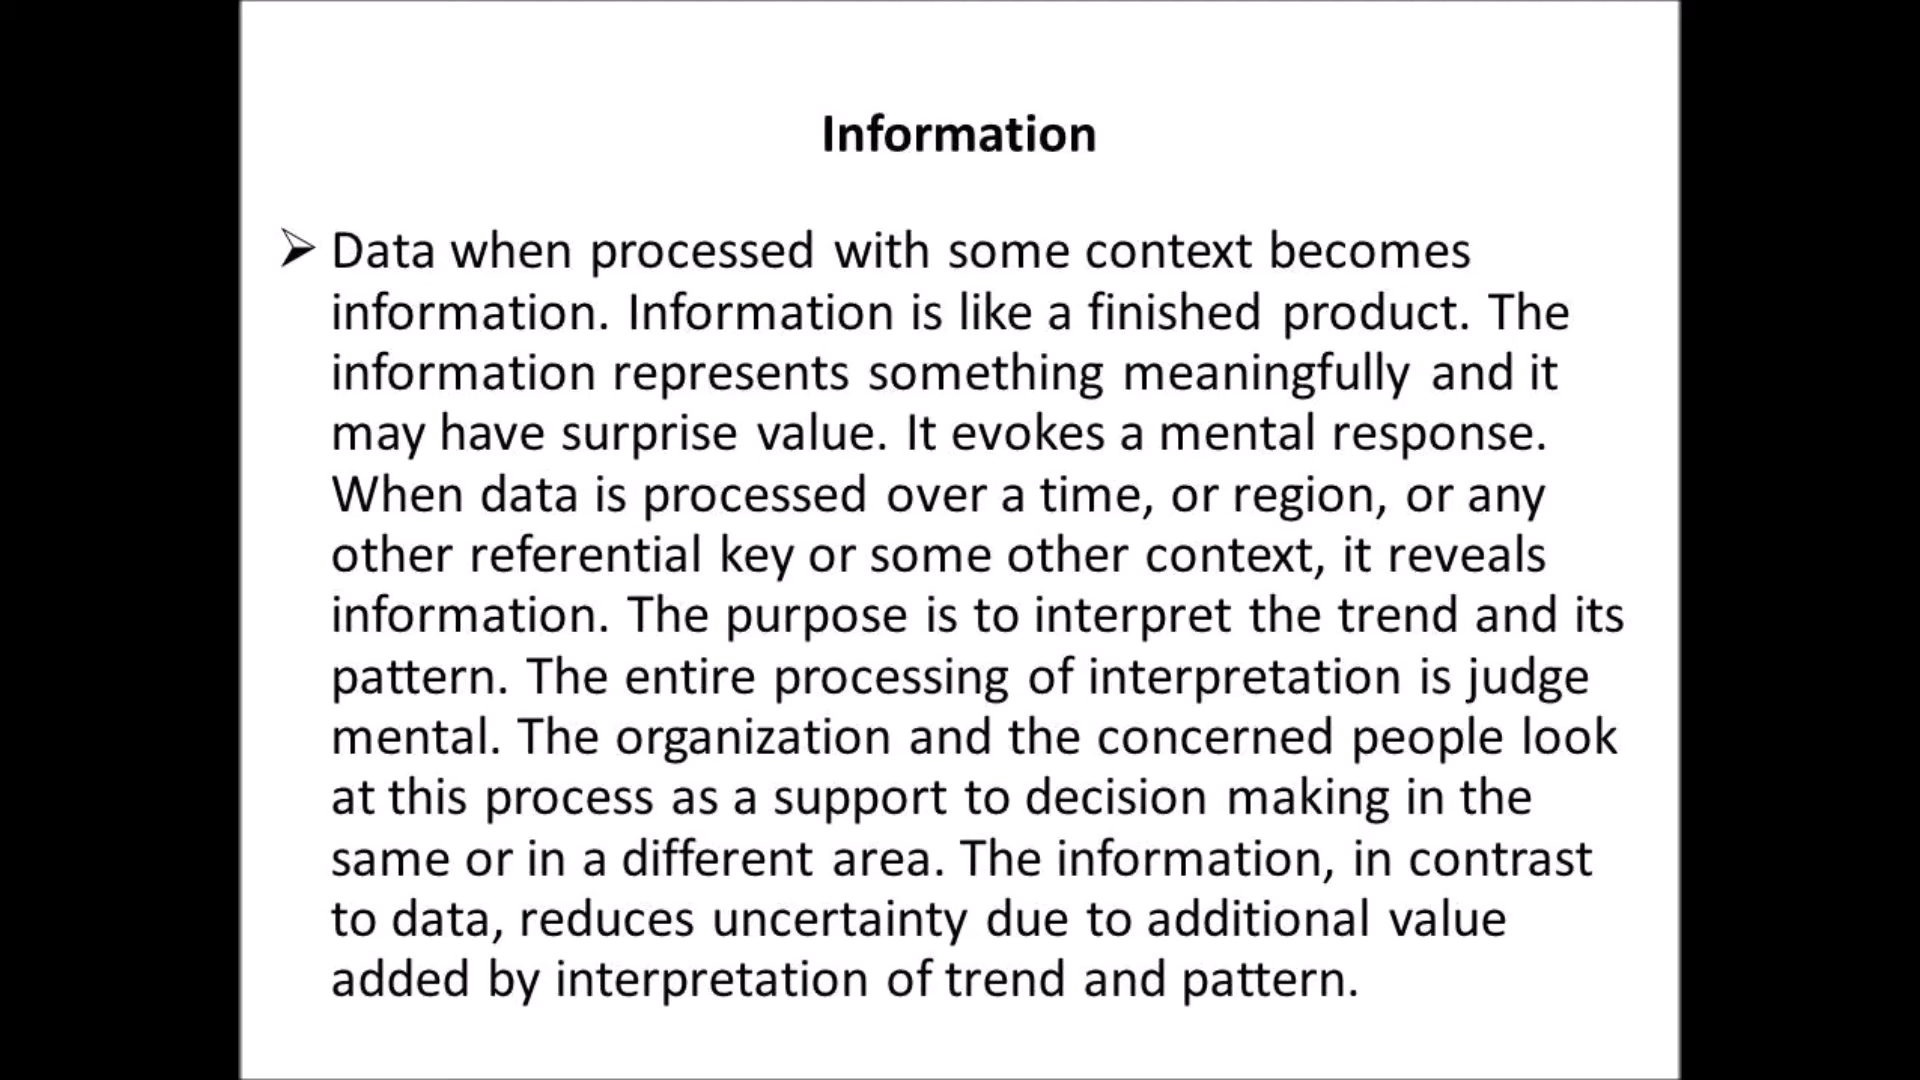 Information
➢ Data when processed with some context becomes
information. Information is like a finished product. The
information represents something meaningfully and it
may have surprise value. It evokes a mental response.
When data is processed over a time, or region, or any
other referential key or some other context, it reveals
information. The purpose is to interpret the trend and its
pattern. The entire processing of interpretation is judge
mental. The organization and the concerned people look
at this process as a support to decision making in the
same or in a different area. The information, in contrast
to data, reduces uncertainty due to additional value
added by interpretation of trend and pattern.